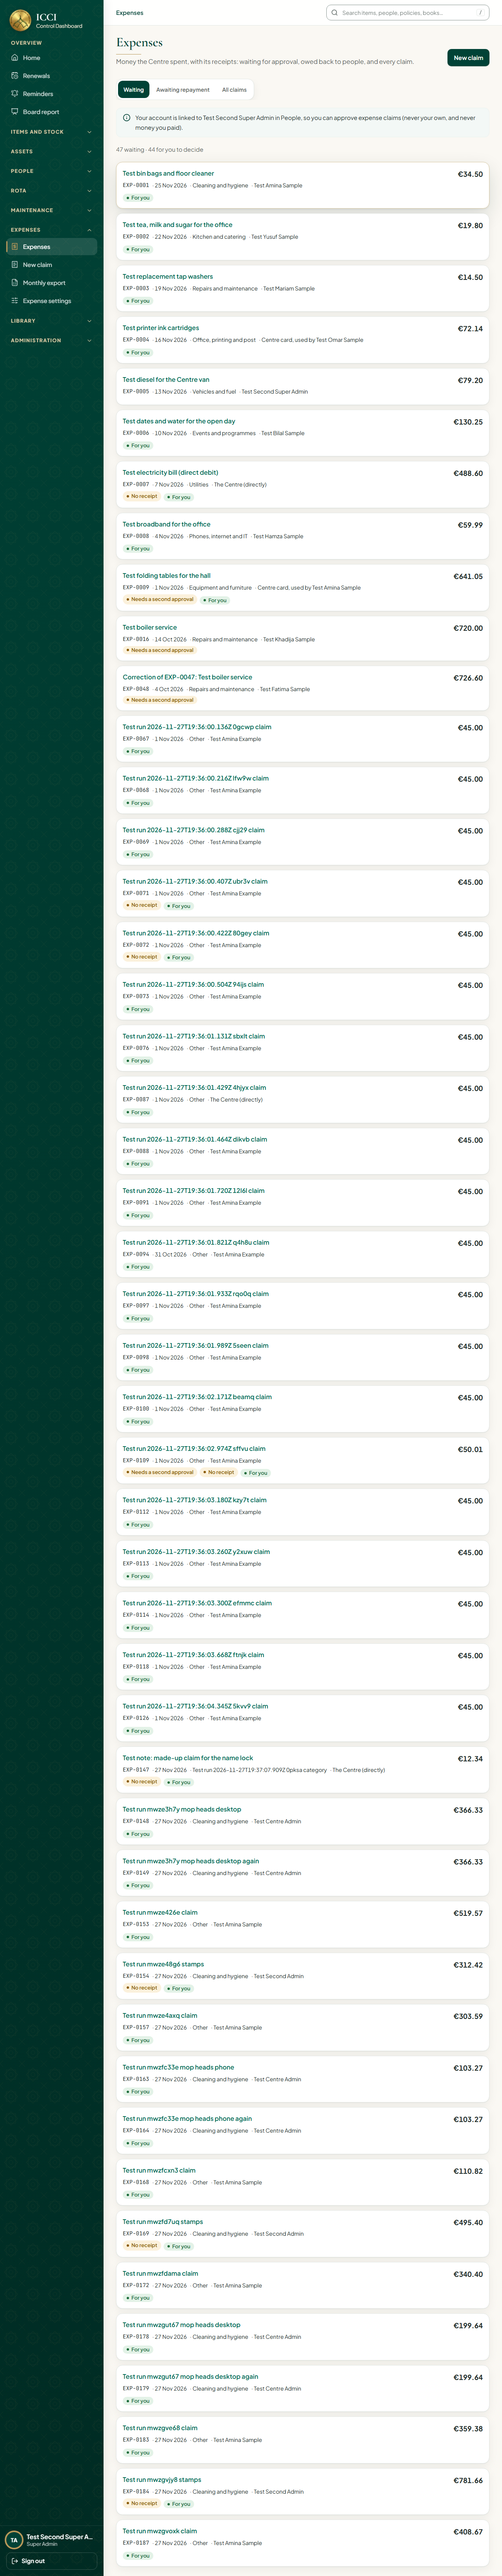 ICCI
Control Dashboard
OVERVIEW
Home
Renewals
Reminders
Board report
ITEMS AND STOCK
ASSETS
PEOPLE
ROTA
MAINTENANCE
EXPENSES
Expenses
New claim
Monthly export
Expense settings
LIBRARY
ADMINISTRATION
TA
Test Second Super A...
Super Admin
Sign out
Expenses
Search items, people, policies, books...
/
Expenses
Money the Centre spent, with its receipts: waiting for approval, owed back to people, and every claim.
New claim
Waiting
Awaiting repayment
All claims
Your account is linked to Test Second Super Admin in People, so you can approve expense claims (never your own, and never money you paid).
47 waiting · 44 for you to decide
Test bin bags and floor cleaner €34.50
EXP-0001 · 25 Nov 2026 · Cleaning and hygiene · Test Amina Sample
For you
Test tea, milk and sugar for the office €19.80
EXP-0002 · 22 Nov 2026 · Kitchen and catering · Test Yusuf Sample
For you
Test replacement tap washers €14.50
EXP-0003 · 19 Nov 2026 · Repairs and maintenance · Test Mariam Sample
For you
Test printer ink cartridges €72.14
EXP-0004 · 16 Nov 2026 · Office, printing and post · Centre card, used by Test Omar Sample
For you
Test diesel for the Centre van €79.20
EXP-0005 · 13 Nov 2026 · Vehicles and fuel · Test Second Super Admin
Test dates and water for the open day €130.25
EXP-0006 · 10 Nov 2026 · Events and programmes · Test Bilal Sample
For you
Test electricity bill (direct debit) €488.60
EXP-0007 · 7 Nov 2026 · Utilities · The Centre (directly)
No receipt For you
Test broadband for the office €59.99
EXP-0008 · 4 Nov 2026 · Phones, internet and IT · Test Hamza Sample
For you
Test folding tables for the hall €641.05
EXP-0009 · 1 Nov 2026 · Equipment and furniture · Centre card, used by Test Amina Sample
Needs a second approval For you
Test boiler service €720.00
EXP-0016 · 14 Oct 2026 · Repairs and maintenance · Test Khadija Sample
Needs a second approval
Correction of EXP-0047: Test boiler service €726.60
EXP-0048 · 4 Oct 2026 · Repairs and maintenance · Test Fatima Sample
Needs a second approval
Test run 2026-11-27T19:36:00.136Z 0gcwp claim €45.00
EXP-0067 · 1 Nov 2026 · Other · Test Amina Example
For you
Test run 2026-11-27T19:36:00.216Z lfw9w claim €45.00
EXP-0068 · 1 Nov 2026 · Other · Test Amina Example
For you
Test run 2026-11-27T19:36:00.288Z cjj29 claim €45.00
EXP-0069 · 1 Nov 2026 · Other · Test Amina Example
For you
Test run 2026-11-27T19:36:00.407Z ubr3v claim €45.00
EXP-0071 · 1 Nov 2026 · Other · Test Amina Example
No receipt For you
Test run 2026-11-27T19:36:00.422Z 80gey claim €45.00
EXP-0072 · 1 Nov 2026 · Other · Test Amina Example
No receipt For you
Test run 2026-11-27T19:36:00.504Z 94ijs claim €45.00
EXP-0073 · 1 Nov 2026 · Other · Test Amina Example
For you
Test run 2026-11-27T19:36:01.131Z sbxlt claim €45.00
EXP-0076 · 1 Nov 2026 · Other · Test Amina Example
For you
Test run 2026-11-27T19:36:01.429Z 4hjyx claim €45.00
EXP-0087 · 1 Nov 2026 · Other · The Centre (directly)
For you
Test run 2026-11-27T19:36:01.464Z dlkvb claim €45.00
EXP-0088 · 1 Nov 2026 · Other · Test Amina Example
For you
Test run 2026-11-27T19:36:01.720Z 12l6l claim €45.00
EXP-0091 · 1 Nov 2026 · Other · Test Amina Example
For you
Test run 2026-11-27T19:36:01.821Z q4h8u claim €45.00
EXP-0094 · 31 Oct 2026 · Other · Test Amina Example
For you
Test run 2026-11-27T19:36:01.933Z rqo0q claim €45.00
EXP-0097 · 1 Nov 2026 · Other · Test Amina Example
For you
Test run 2026-11-27T19:36:01.989Z 5seen claim €45.00
EXP-0098 · 1 Nov 2026 · Other · Test Amina Example
For you
Test run 2026-11-27T19:36:02.171Z beamq claim €45.00
EXP-0100 · 1 Nov 2026 · Other · Test Amina Example
For you
Test run 2026-11-27T19:36:02.974Z sffvu claim €50.01
EXP-0109 · 1 Nov 2026 · Other · Test Amina Example
Needs a second approval No receipt For you
Test run 2026-11-27T19:36:03.180Z kzy7t claim €45.00
EXP-0112 · 1 Nov 2026 · Other · Test Amina Example
For you
Test run 2026-11-27T19:36:03.260Z y2xuw claim €45.00
EXP-0113 · 1 Nov 2026 · Other · Test Amina Example
For you
Test run 2026-11-27T19:36:03.300Z efmmc claim €45.00
EXP-0114 · 1 Nov 2026 · Other · Test Amina Example
For you
Test run 2026-11-27T19:36:03.668Z ftnjk claim €45.00
EXP-0118 · 1 Nov 2026 · Other · Test Amina Example
For you
Test run 2026-11-27T19:36:04.345Z 5kvv9 claim €45.00
EXP-0126 · 1 Nov 2026 · Other · Test Amina Example
For you
Test note: made-up claim for the name lock €12.34
EXP-0147 · 27 Nov 2026 · Test run 2026-11-27T19:37:07.909Z 0pksa category · The Centre (directly)
No receipt For you
Test run mwze3h7y mop heads desktop €366.33
EXP-0148 · 27 Nov 2026 · Cleaning and hygiene · Test Centre Admin
For you
Test run mwze3h7y mop heads desktop again €366.33
EXP-0149 · 27 Nov 2026 · Cleaning and hygiene · Test Centre Admin
For you
Test run mwze426e claim €519.57
EXP-0153 · 27 Nov 2026 · Other · Test Amina Sample
For you
Test run mwze48g6 stamps €312.42
EXP-0154 · 27 Nov 2026 · Cleaning and hygiene · Test Second Admin
No receipt For you
Test run mwze4axq claim €303.59
EXP-0157 · 27 Nov 2026 · Other · Test Amina Sample
For you
Test run mwzfc33e mop heads phone €103.27
EXP-0163 · 27 Nov 2026 · Cleaning and hygiene · Test Centre Admin
For you
Test run mwzfc33e mop heads phone again €103.27
EXP-0164 · 27 Nov 2026 · Cleaning and hygiene · Test Centre Admin
For you
Test run mwzfcxn3 claim €110.82
EXP-0168 · 27 Nov 2026 · Other · Test Amina Sample
For you
Test run mwzfd7uq stamps €495.40
EXP-0169 · 27 Nov 2026 · Cleaning and hygiene · Test Second Admin
No receipt For you
Test run mwzfdama claim €340.40
EXP-0172 · 27 Nov 2026 · Other · Test Amina Sample
For you
Test run mwzgut67 mop heads desktop €199.64
EXP-0178 · 27 Nov 2026 · Cleaning and hygiene · Test Centre Admin
For you
Test run mwzgut67 mop heads desktop again €199.64
EXP-0179 · 27 Nov 2026 · Cleaning and hygiene · Test Centre Admin
For you
Test run mwzgve68 claim €359.38
EXP-0183 · 27 Nov 2026 · Other · Test Amina Sample
For you
Test run mwzgvjy8 stamps €781.66
EXP-0184 · 27 Nov 2026 · Cleaning and hygiene · Test Second Admin
No receipt For you
Test run mwzgvoxk claim €408.67
EXP-0187 · 27 Nov 2026 · Other · Test Amina Sample
For you